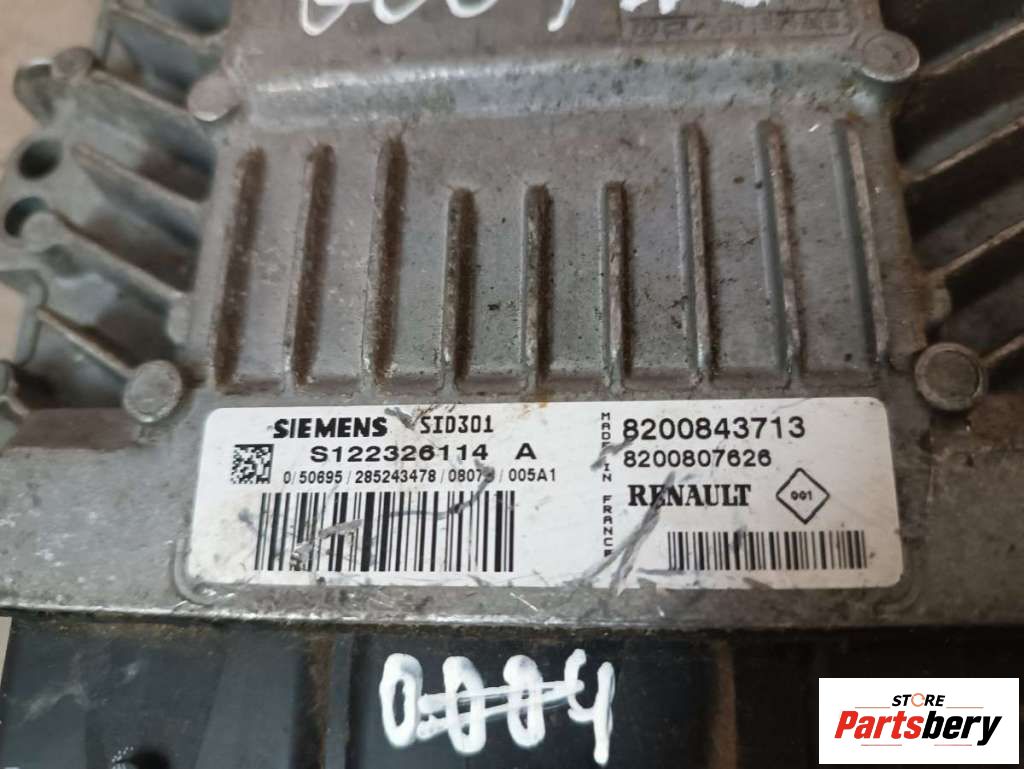 SIEMENS SID301
S122326114 A
0/50695/285243478/0807 /005A1
MADE IN FRANCE
8200843713
8200807626
RENAULT 001
0004
STORE
Partsbery